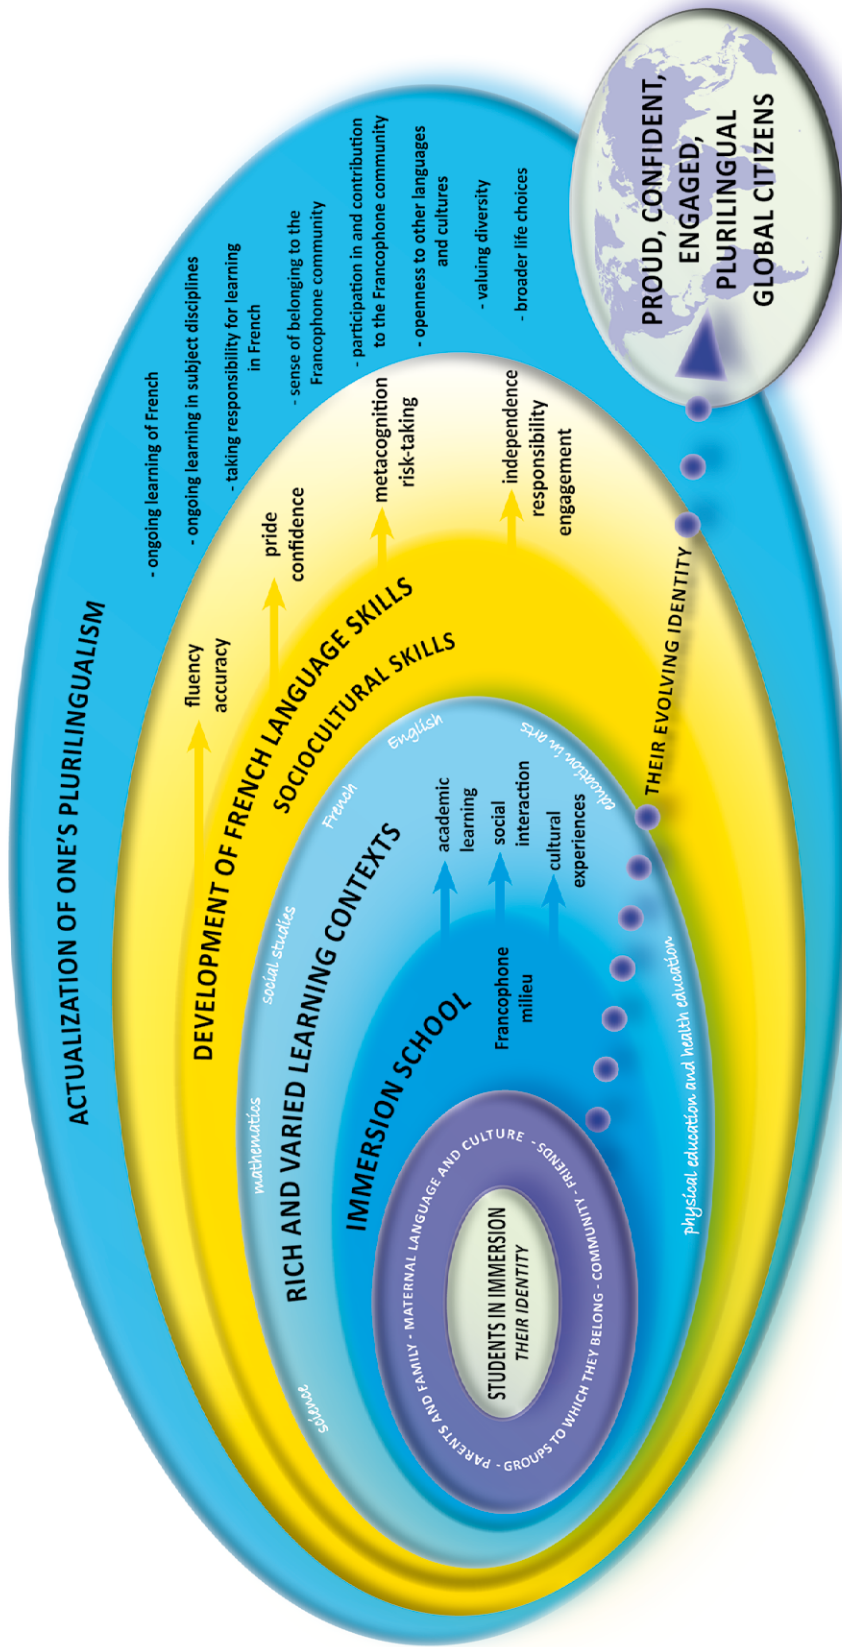 ACTUALIZATION OF ONE'S PLURILINGUALISM
- ongoing learning of French
- ongoing learning in subject disciplines
- taking responsibility for learning
in French
- sense of belonging to the
Francophone community
- participation in and contribution
to the Francophone community
- openness to other languages
and cultures
- valuing diversity
- broader life choices
DEVELOPMENT OF FRENCH LANGUAGE SKILLS
SOCIOCULTURAL SKILLS
fluency
accuracy
pride
confidence
metacognition
risk-taking
independence
responsibility
engagement
RICH AND VARIED LEARNING CONTEXTS
science
mathematics
social studies
French
English
education in arts
physical education and health education
academic
learning
social
interaction
cultural
experiences
IMMERSION SCHOOL
Francophone
milieu
PARENTS AND FAMILY - MATERNAL LANGUAGE AND CULTURE - FRIENDS
- GROUPS TO WHICH THEY BELONG - COMMUNITY -
STUDENTS IN IMMERSION
THEIR IDENTITY
THEIR EVOLVING IDENTITY
PROUD, CONFIDENT,
ENGAGED,
PLURILINGUAL
GLOBAL CITIZENS